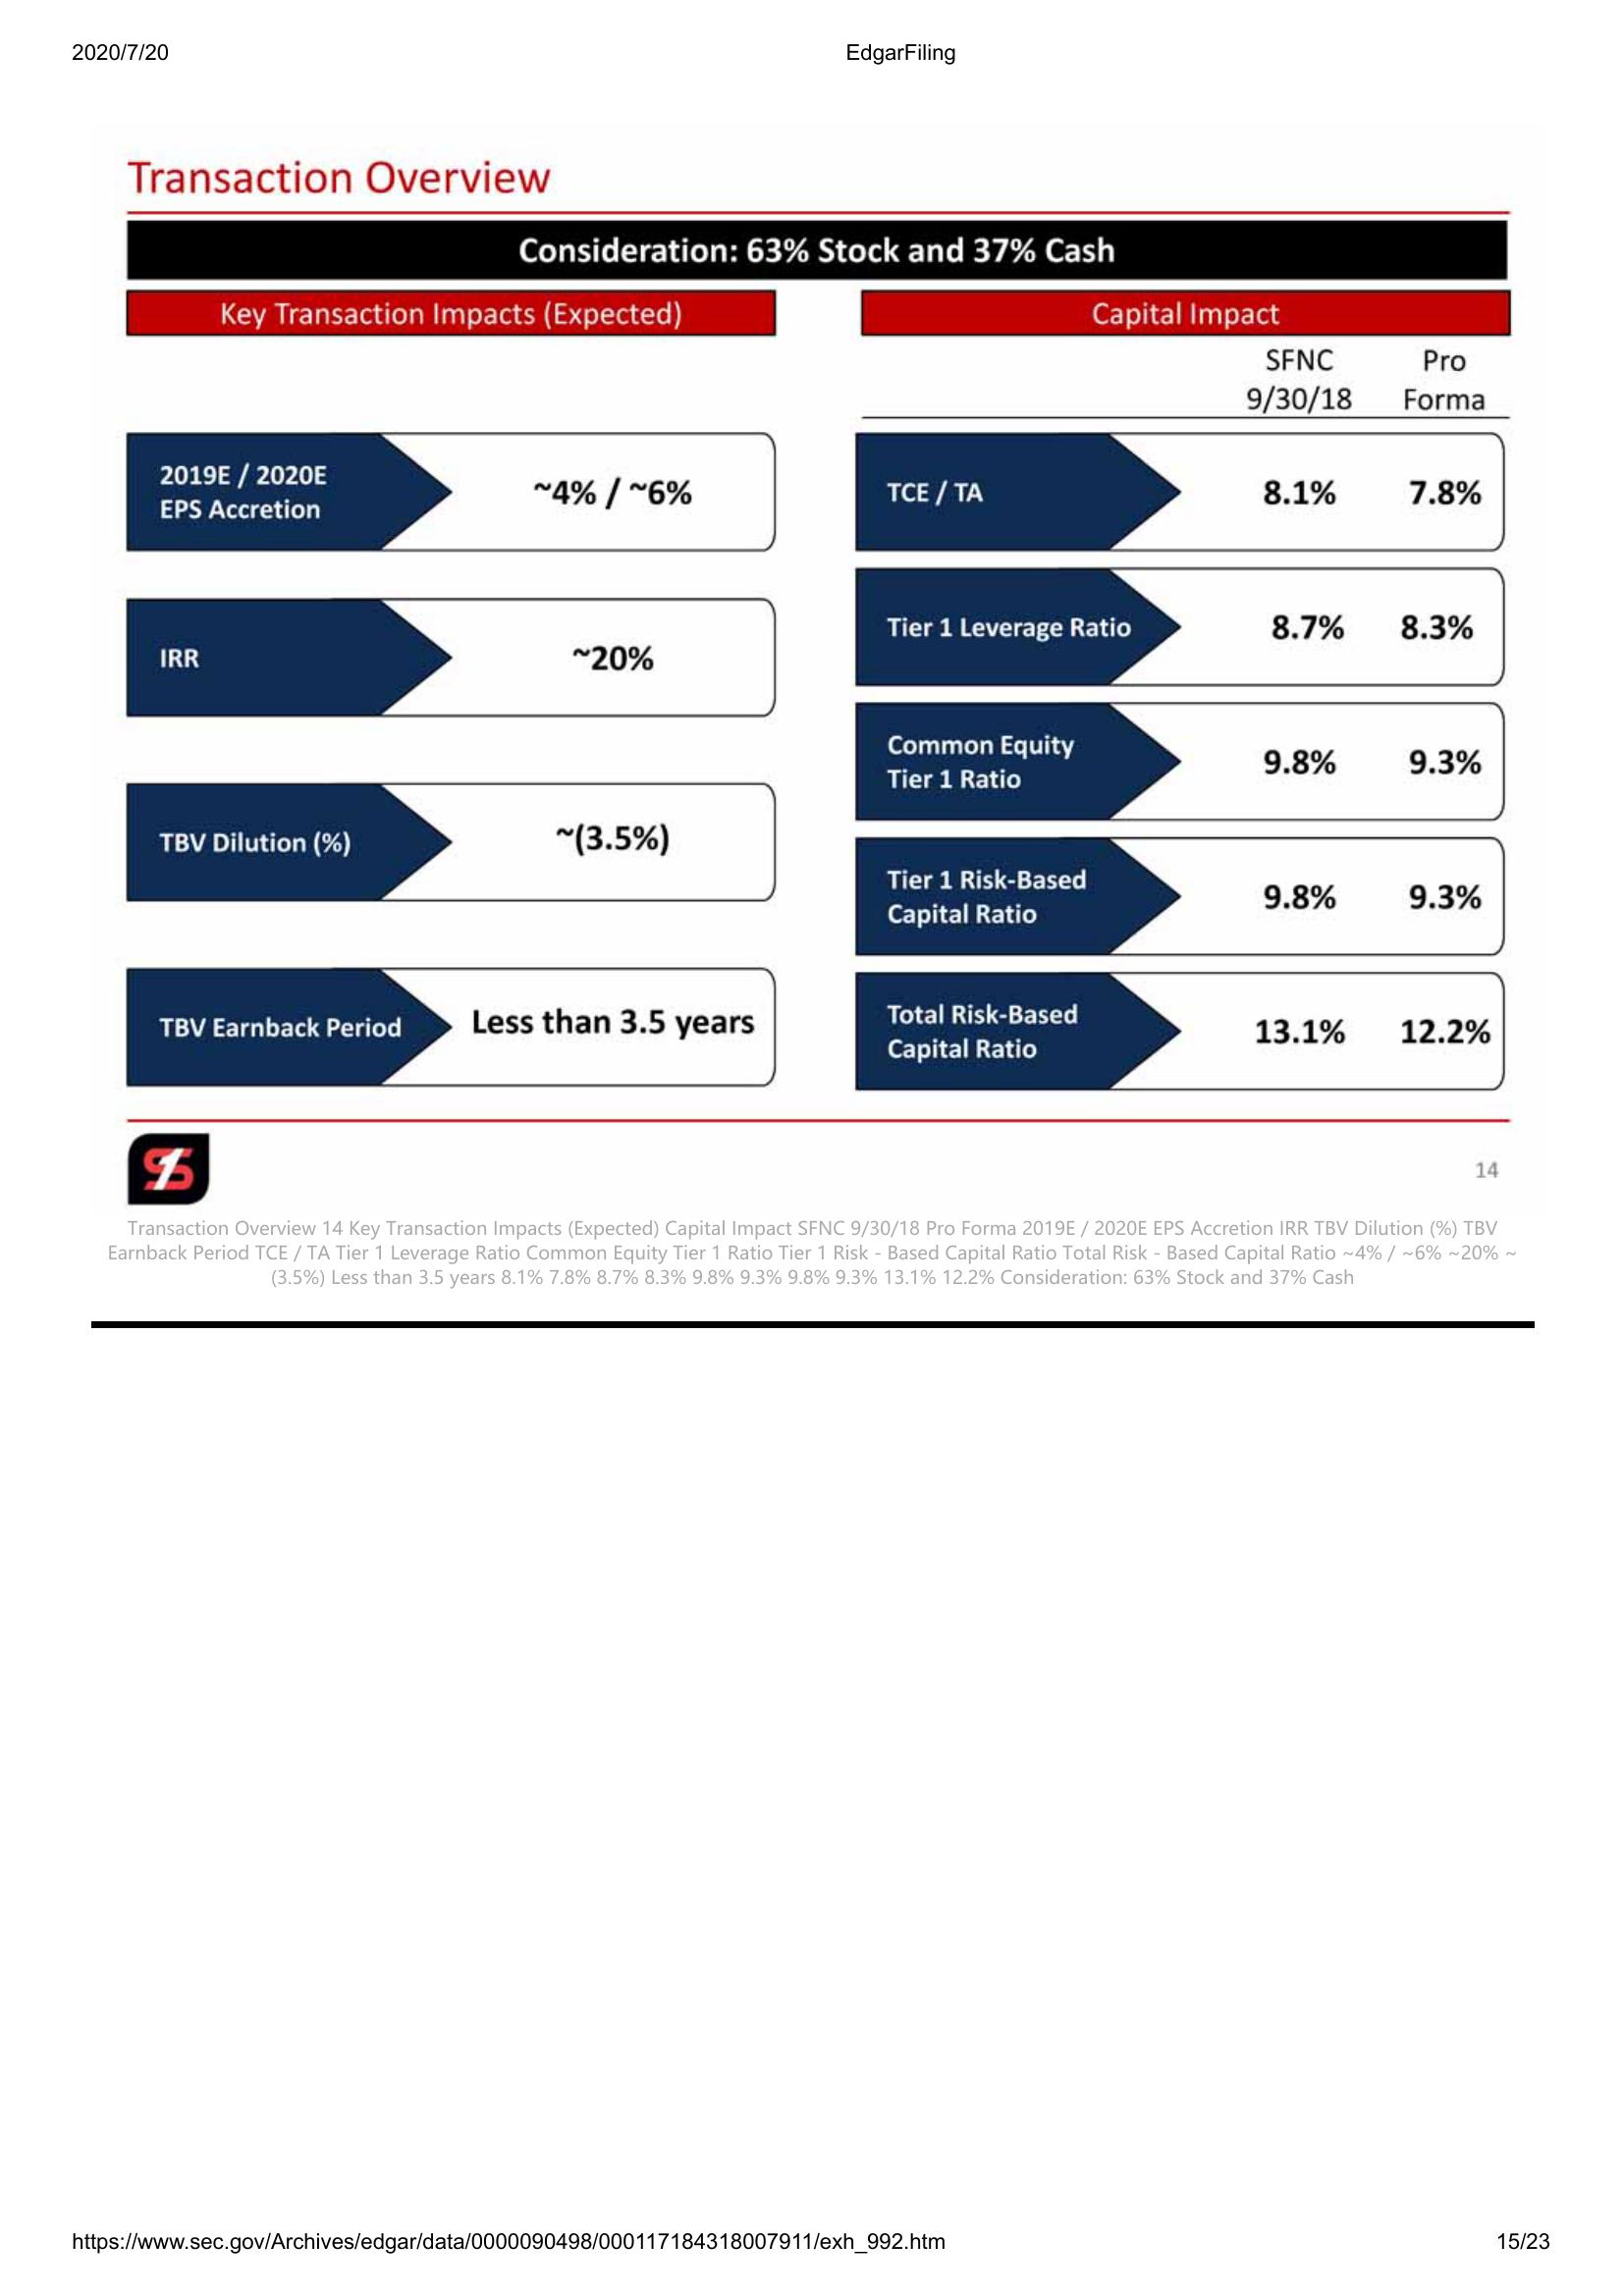 2020/7/20 EdgarFiling
Transaction Overview
Consideration: 63% Stock and 37% Cash
Key Transaction Impacts (Expected)
2019E / 2020E
EPS Accretion
~4% / ~6%
IRR
~20%
TBV Dilution (%)
~(3.5%)
TBV Earnback Period
Less than 3.5 years
Capital Impact
SFNC Pro
9/30/18 Forma
TCE / TA 8.1% 7.8%
Tier 1 Leverage Ratio 8.7% 8.3%
Common Equity
Tier 1 Ratio
9.8% 9.3%
Tier 1 Risk-Based
Capital Ratio
9.8% 9.3%
Total Risk-Based
Capital Ratio
13.1% 12.2%
14
Transaction Overview 14 Key Transaction Impacts (Expected) Capital Impact SFNC 9/30/18 Pro Forma 2019E / 2020E EPS Accretion IRR TBV Dilution (%) TBV
Earnback Period TCE / TA Tier 1 Leverage Ratio Common Equity Tier 1 Ratio Tier 1 Risk - Based Capital Ratio Total Risk - Based Capital Ratio ~4% / ~6% ~20% ~
(3.5%) Less than 3.5 years 8.1% 7.8% 8.7% 8.3% 9.8% 9.3% 9.8% 9.3% 13.1% 12.2% Consideration: 63% Stock and 37% Cash
https://www.sec.gov/Archives/edgar/data/0000090498/000117184318007911/exh_992.htm 15/23